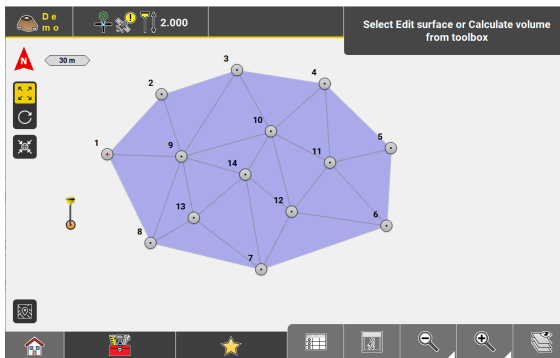 De
mo
2.000
Select Edit surface or Calculate volume
from toolbox
N
30 m
3
4
2
10
5
1
9
11
14
12
13
6
8
7